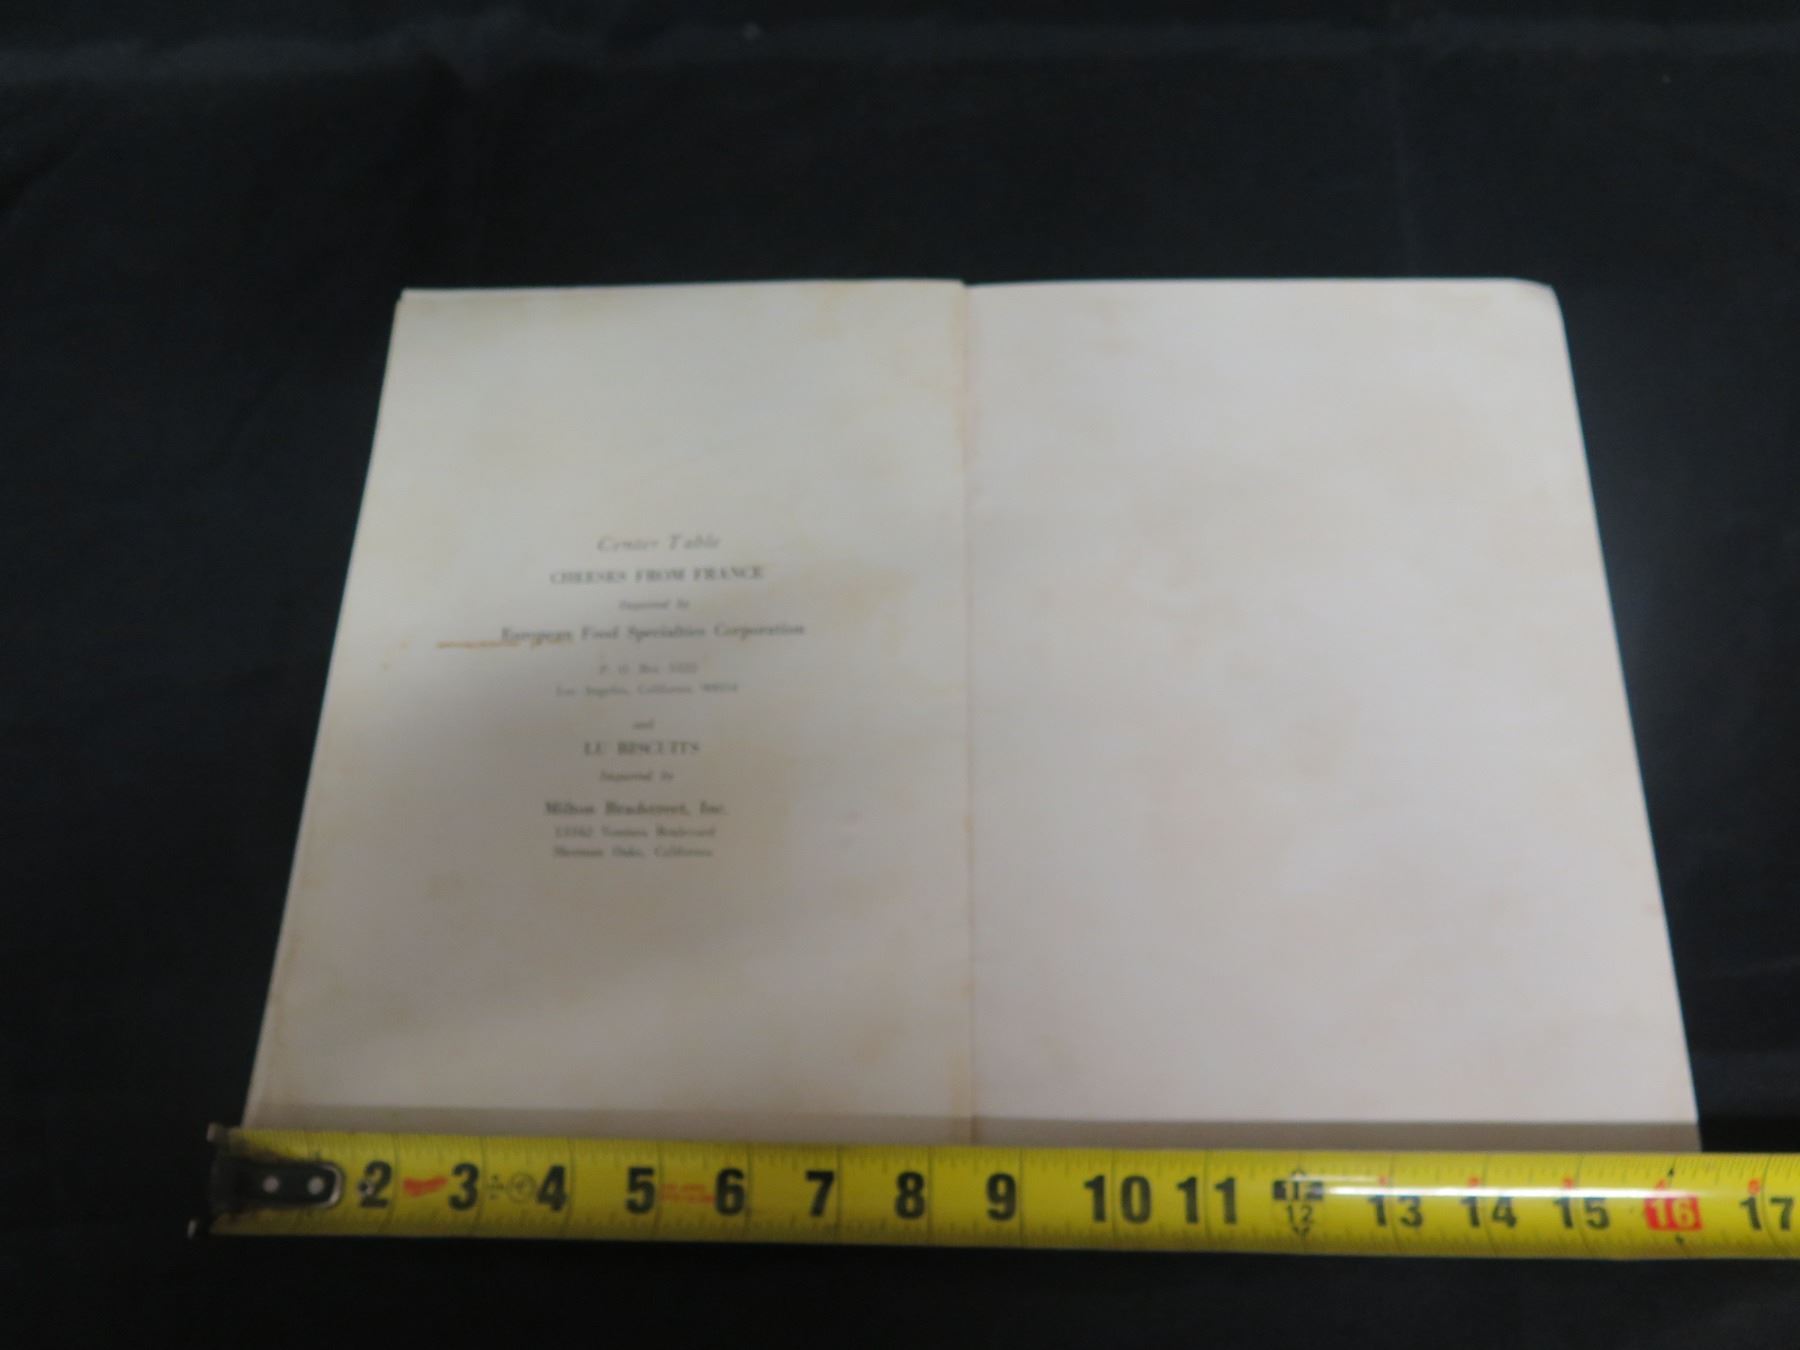 Center Table
CHEESES FROM FRANCE
Imported by
European Food Specialties Corporation
P. O. Box
Los Angeles, California,
and
LU BISCUITS
Imported by
Milton Bradstreet, Inc.
Ventura Boulevard
Sherman Oaks, California
2 3 4 5 6 7 8 9 10 11 12 13 14 15 16 17
12